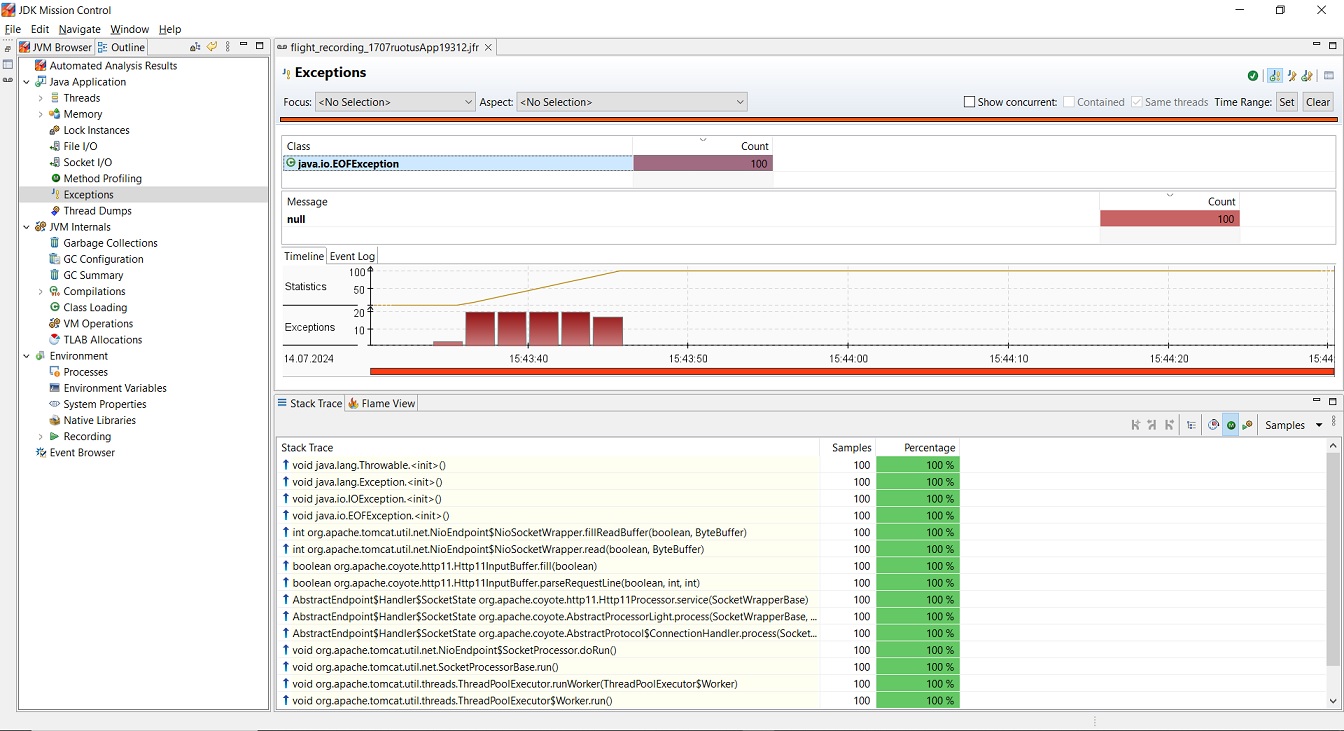 JDK Mission Control
File Edit Navigate Window Help
JVM Browser Outline
Automated Analysis Results
Java Application
Threads
Memory
Lock Instances
File I/O
Socket I/O
Method Profiling
Exceptions
Thread Dumps
JVM Internals
Garbage Collections
GC Configuration
GC Summary
Compilations
Class Loading
VM Operations
TLAB Allocations
Environment
Processes
Environment Variables
System Properties
Native Libraries
Recording
Event Browser
flight_recording_1707ruotusApp19312.jfr
Exceptions
Focus: <No Selection> Aspect: <No Selection> Show concurrent: Contained Same threads Time Range: Set Clear
Class Count
java.io.EOFException 100
Message Count
null 100
Timeline Event Log
Statistics 100 50
Exceptions 20 10
14.07.2024 15:43:40 15:43:50 15:44:00 15:44:10 15:44:20 15:44:
Stack Trace Flame View
Samples
Stack Trace Samples Percentage
void java.lang.Throwable.<init>() 100 100 %
void java.lang.Exception.<init>() 100 100 %
void java.io.IOException.<init>() 100 100 %
void java.io.EOFException.<init>() 100 100 %
int org.apache.tomcat.util.net.NioEndpoint$NioSocketWrapper.fillReadBuffer(boolean, ByteBuffer) 100 100 %
int org.apache.tomcat.util.net.NioEndpoint$NioSocketWrapper.read(boolean, ByteBuffer) 100 100 %
boolean org.apache.coyote.http11.Http11InputBuffer.fill(boolean) 100 100 %
boolean org.apache.coyote.http11.Http11InputBuffer.parseRequestLine(boolean, int, int) 100 100 %
AbstractEndpoint$Handler$SocketState org.apache.coyote.http11.Http11Processor.service(SocketWrapperBase) 100 100 %
AbstractEndpoint$Handler$SocketState org.apache.coyote.AbstractProcessorLight.process(SocketWrapperBase, ... 100 100 %
AbstractEndpoint$Handler$SocketState org.apache.coyote.AbstractProtocol$ConnectionHandler.process(Socket... 100 100 %
void org.apache.tomcat.util.net.NioEndpoint$SocketProcessor.doRun() 100 100 %
void org.apache.tomcat.util.net.SocketProcessorBase.run() 100 100 %
void org.apache.tomcat.util.threads.ThreadPoolExecutor.runWorker(ThreadPoolExecutor$Worker) 100 100 %
void org.apache.tomcat.util.threads.ThreadPoolExecutor$Worker.run() 100 100 %